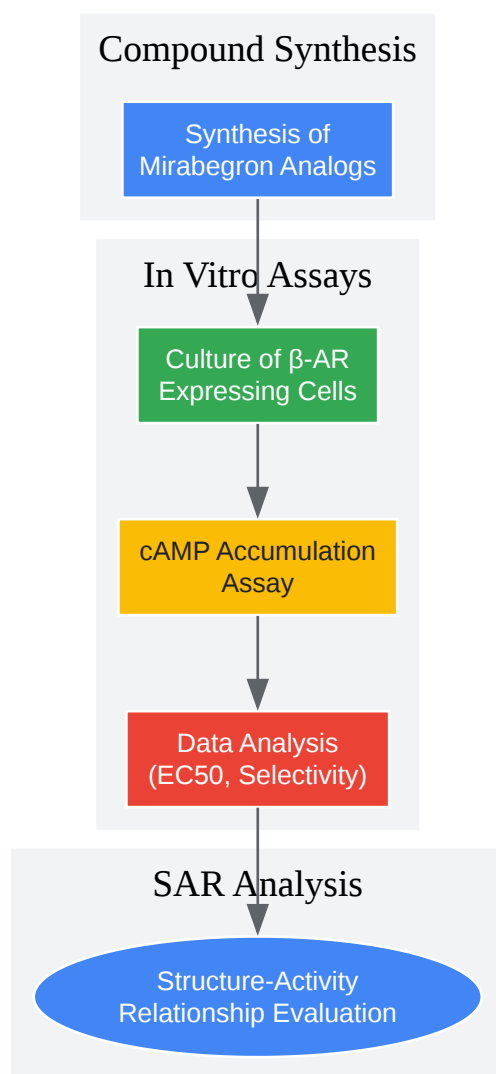 Compound Synthesis
Synthesis of
Mirabegron Analogs
In Vitro Assays
Culture of β-AR
Expressing Cells
cAMP Accumulation
Assay
Data Analysis
(EC50, Selectivity)
SAR Analysis
Structure-Activity
Relationship Evaluation